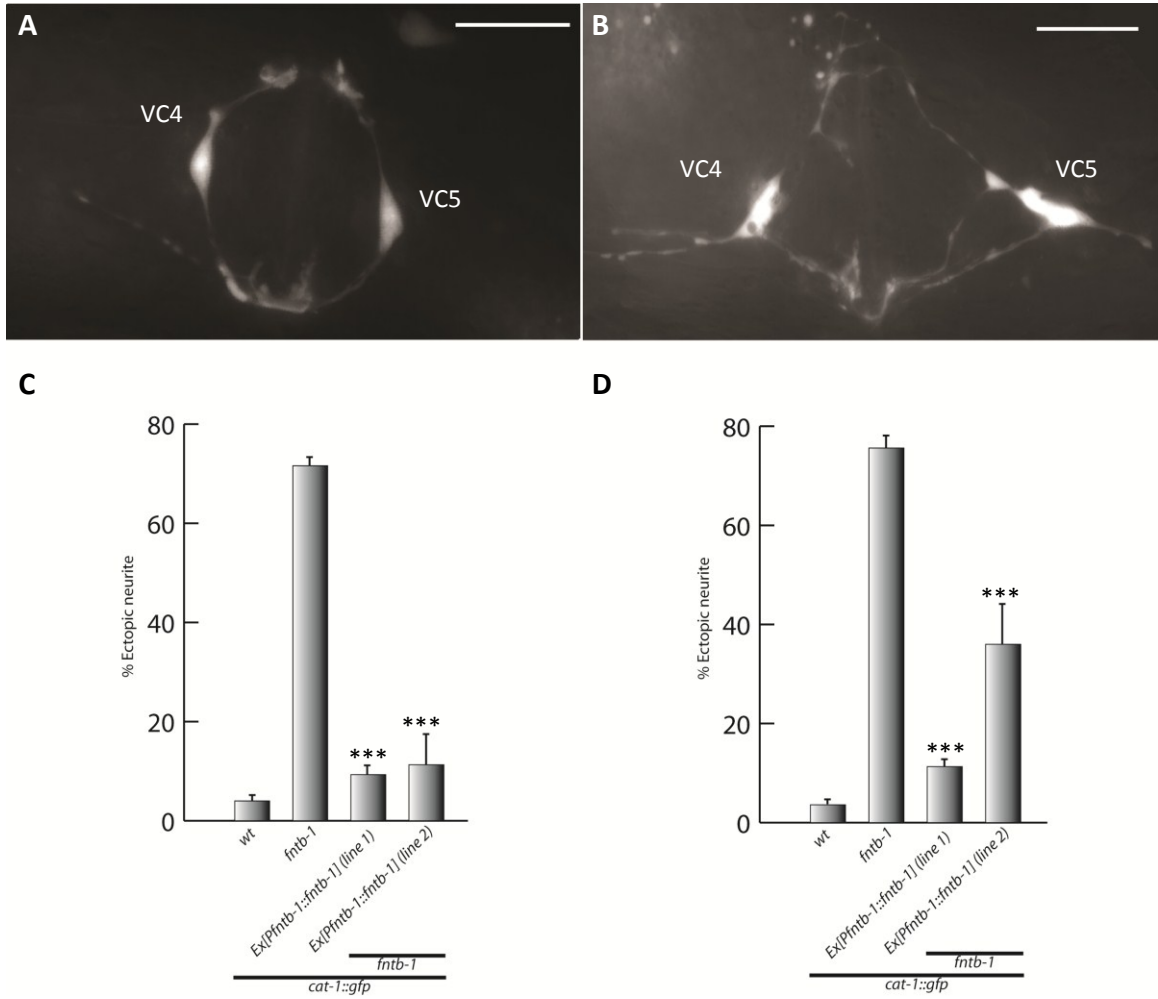 A
VC4
VC5
B
VC4
VC5
C
80
60
40
20
0
% Ectopic neurite
***
***
wt
fntb-1
Ex[Pfntb-1::fntb-1] (line 1)
Ex[Pfntb-1::fntb-1] (line 2)
fntb-1
cat-1::gfp
D
80
60
40
20
0
% Ectopic neurite
***
***
wt
fntb-1
Ex[Pfntb-1::fntb-1] (line 1)
Ex[Pfntb-1::fntb-1] (line 2)
fntb-1
cat-1::gfp